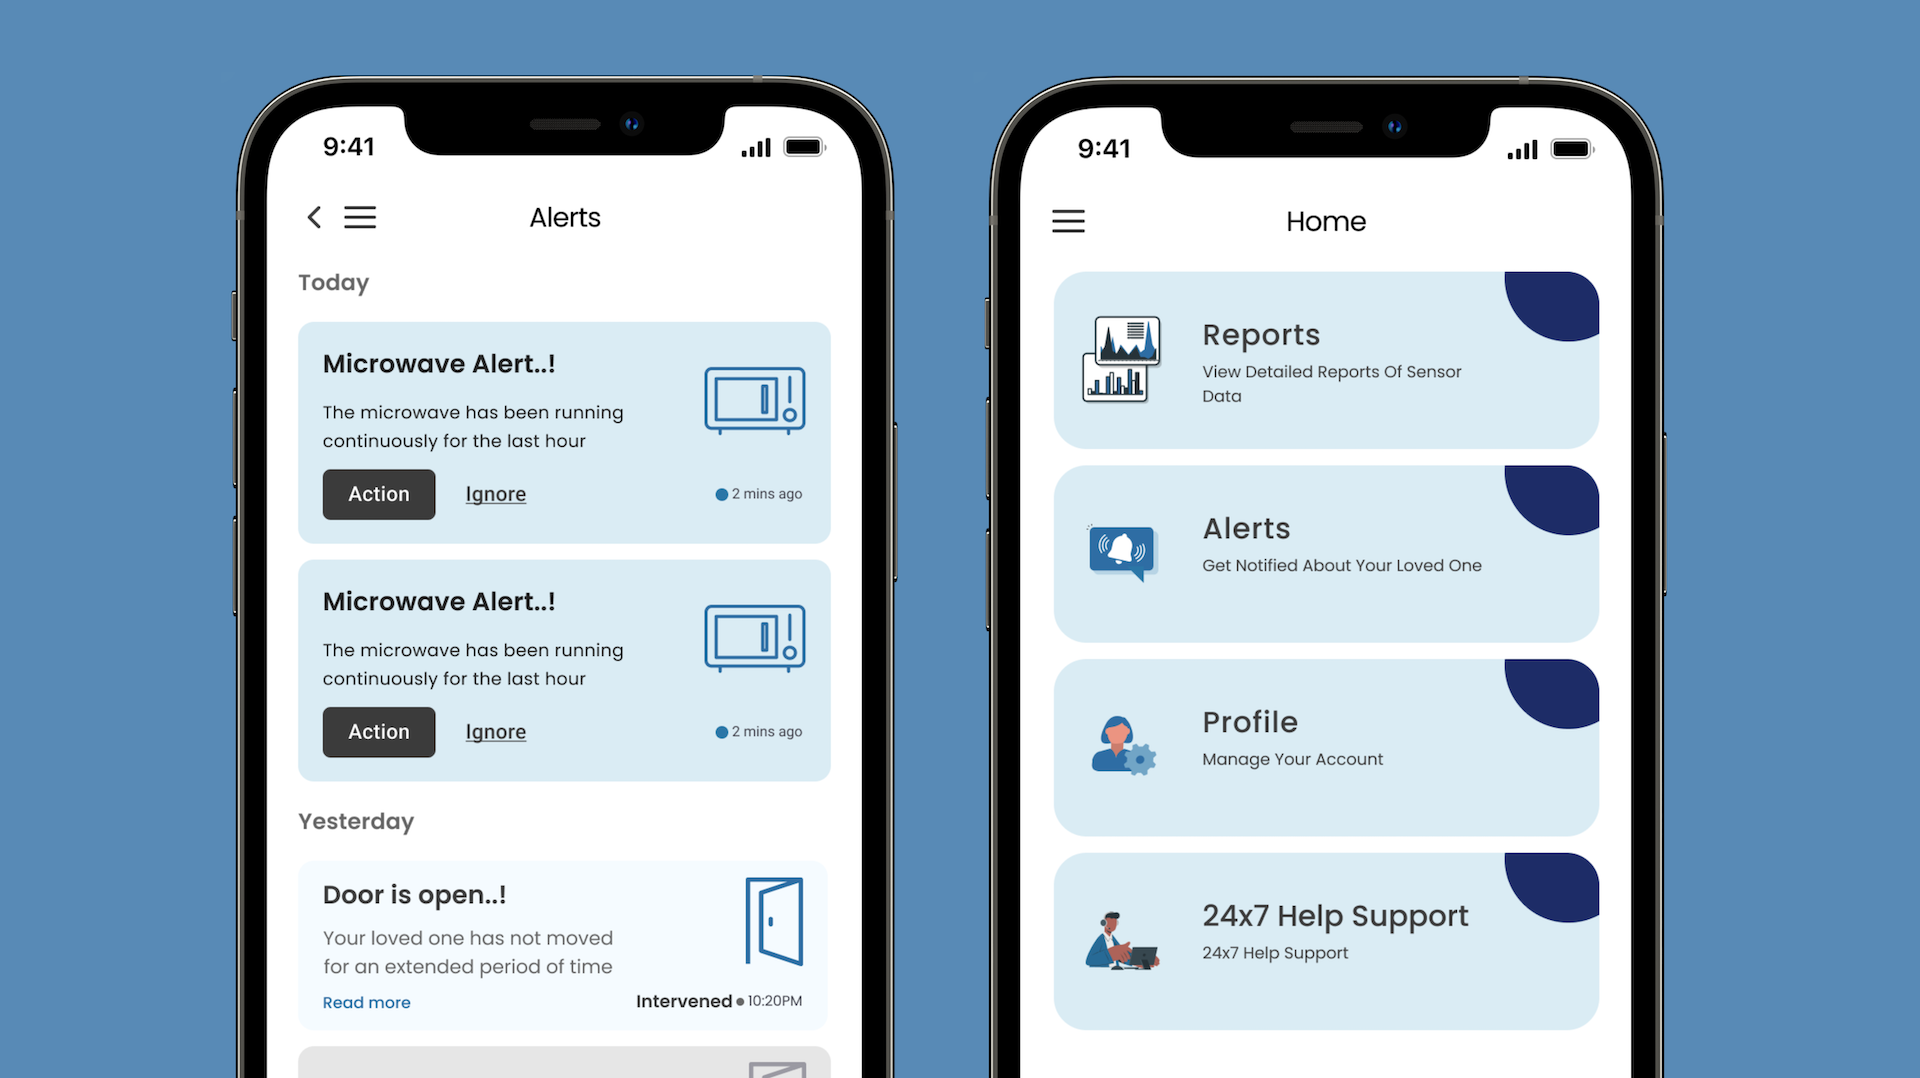 9:41
Alerts
Today
Microwave Alert..!
The microwave has been running
continuously for the last hour
Action Ignore 2 mins ago
Microwave Alert..!
The microwave has been running
continuously for the last hour
Action Ignore 2 mins ago
Yesterday
Door is open..!
Your loved one has not moved
for an extended period of time
Read more Intervened 10:20PM
9:41
Home
Reports
View Detailed Reports Of Sensor
Data
Alerts
Get Notified About Your Loved One
Profile
Manage Your Account
24x7 Help Support
24x7 Help Support